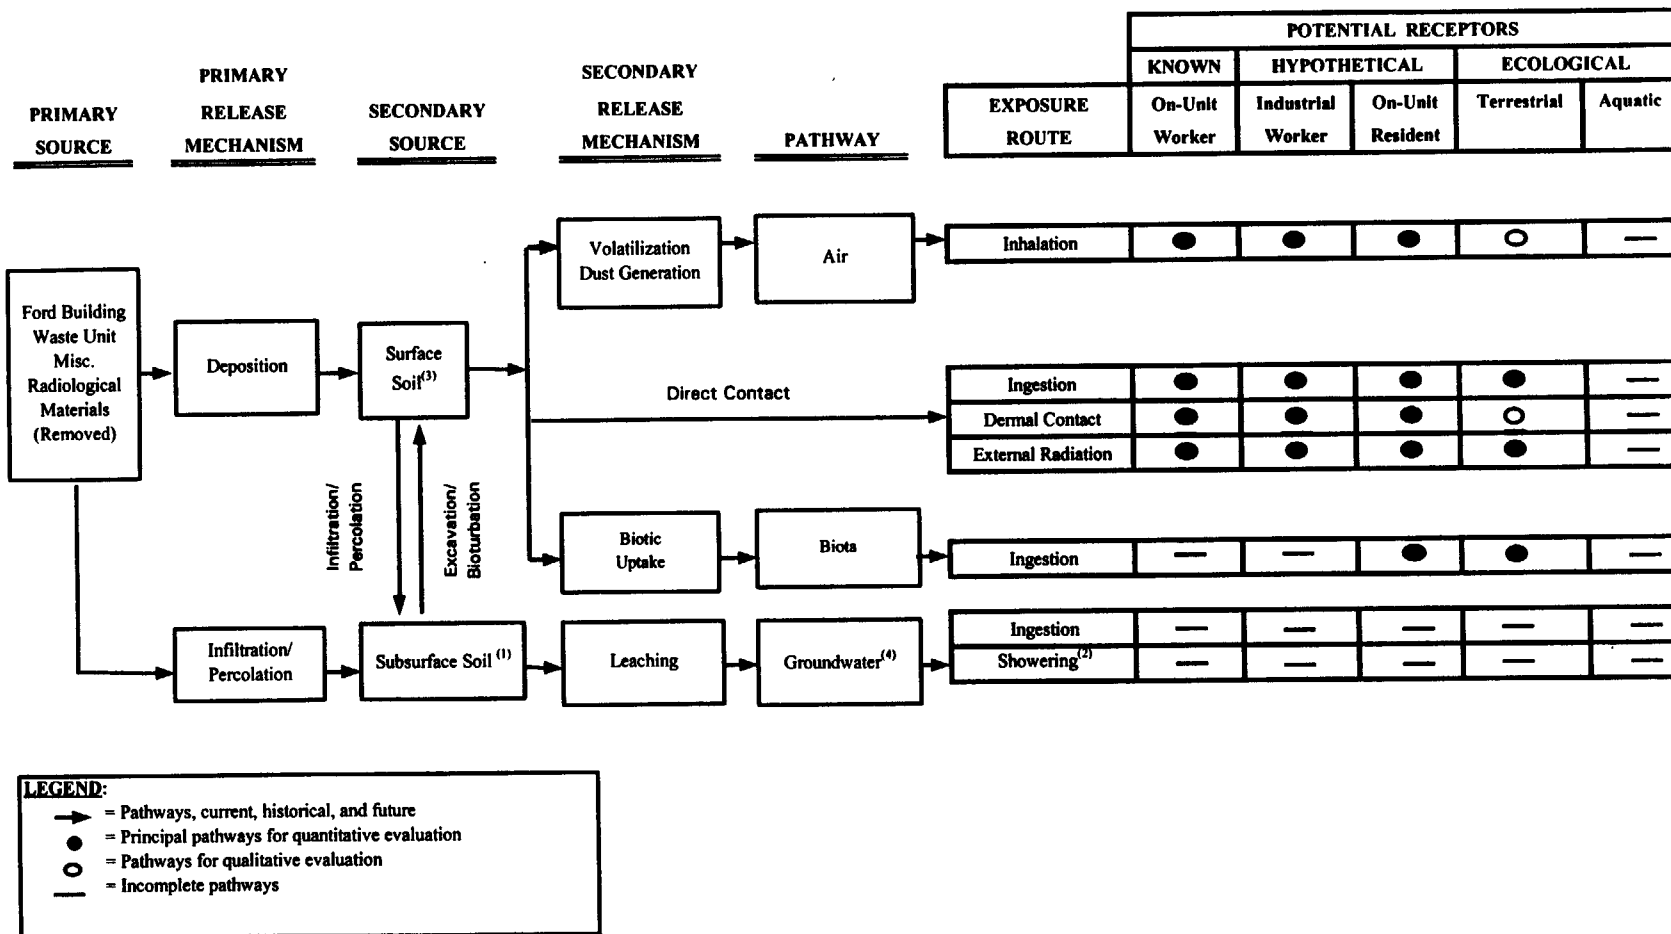 POTENTIAL RECEPTORS
KNOWN HYPOTHETICAL ECOLOGICAL
PRIMARY
SOURCE
PRIMARY
RELEASE
MECHANISM
SECONDARY
SOURCE
SECONDARY
RELEASE
MECHANISM
PATHWAY
EXPOSURE
ROUTE
On-Unit
Worker
Industrial
Worker
On-Unit
Resident
Terrestrial
Aquatic
Ford Building
Waste Unit
Misc.
Radiological
Materials
(Removed)
Deposition
Surface
Soil(3)
Volatilization
Dust Generation
Air
Inhalation
Direct Contact
Ingestion
Dermal Contact
External Radiation
Infiltration/
Percolation
Excavation/
Bioturbation
Biotic
Uptake
Biota
Ingestion
Infiltration/
Percolation
Subsurface Soil (1)
Leaching
Groundwater(4)
Ingestion
Showering(2)
LEGEND:
= Pathways, current, historical, and future
= Principal pathways for quantitative evaluation
= Pathways for qualitative evaluation
= Incomplete pathways